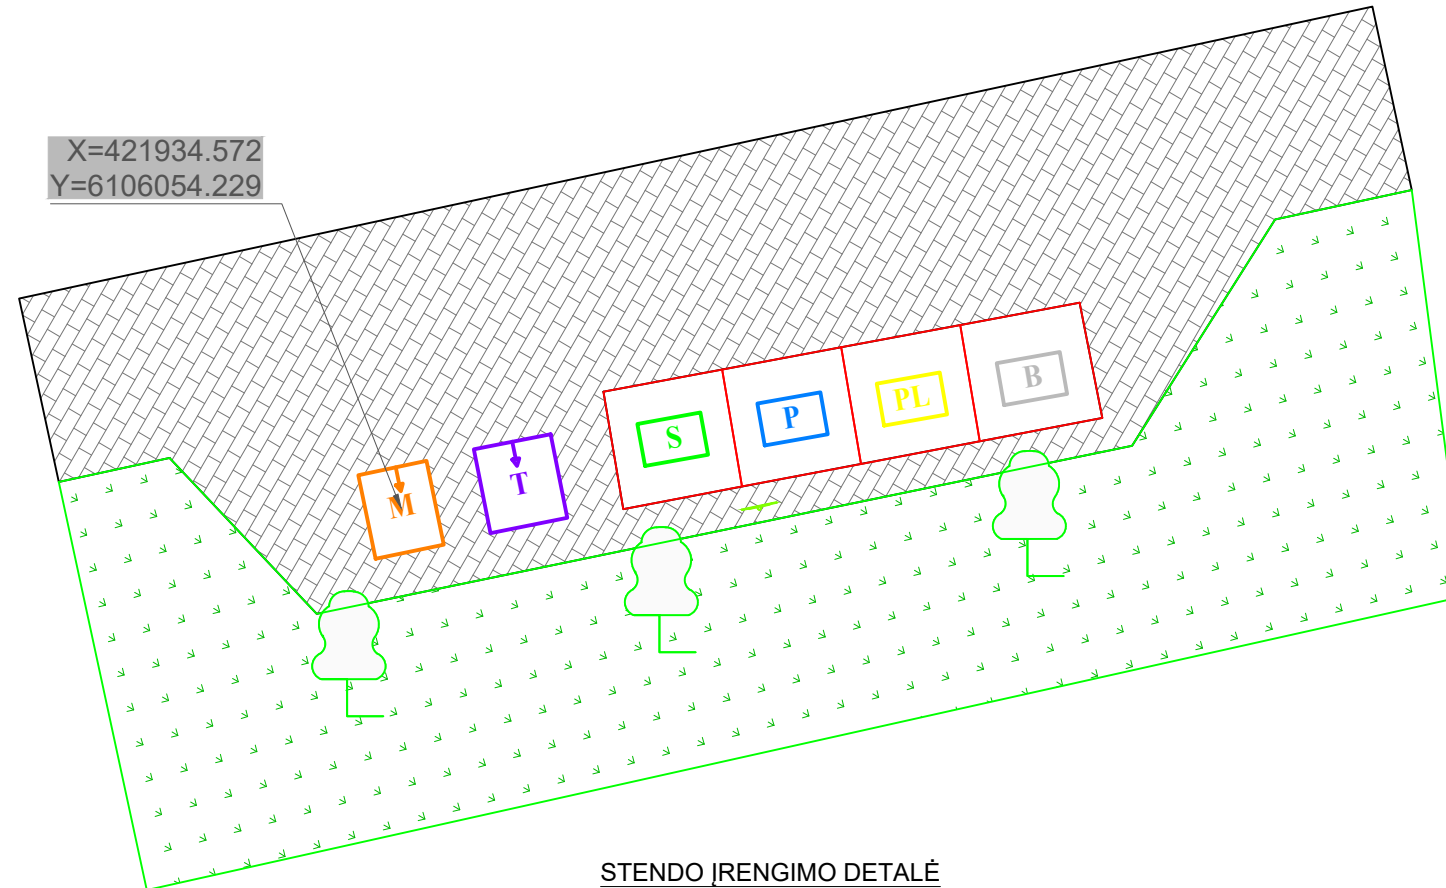 X=421934.572
Y=6106054.229
M
T
S
P
PL
B
STENDO ĮRENGIMO DETALĖ